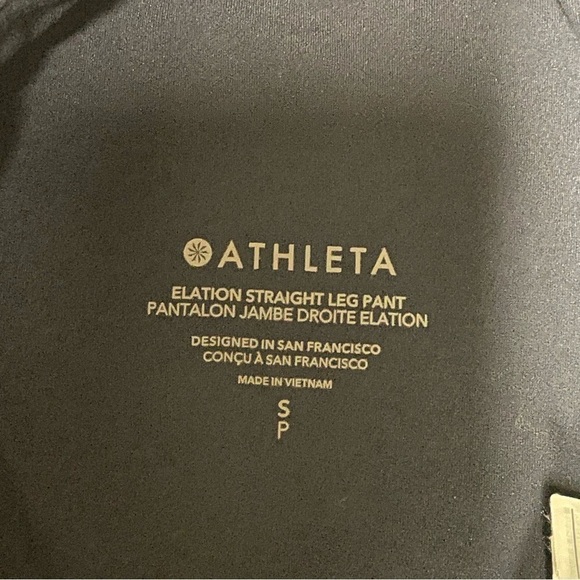 ATHLETA
ELATION STRAIGHT LEG PANT
PANTALON JAMBE DROITE ELATION
DESIGNED IN SAN FRANCISCO
CONÇU À SAN FRANCISCO
MADE IN VIETNAM
S
P